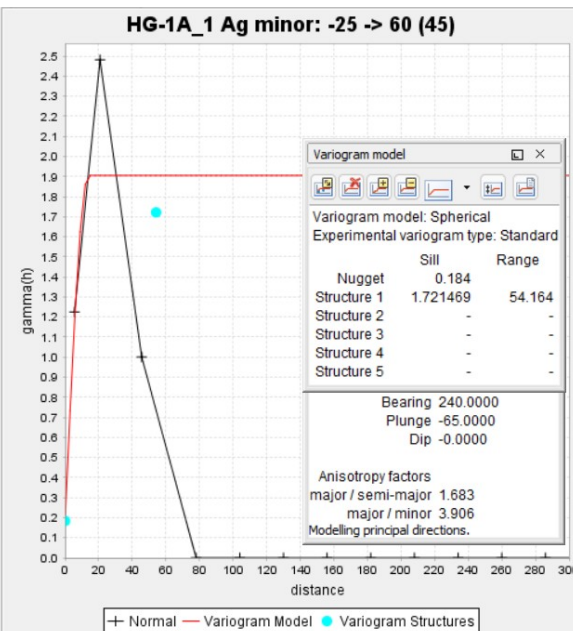 HG-1A_1 Ag minor: -25 -> 60 (45)
2.5
2.4
2.3
2.2
2.1
2.0
1.9
1.8
1.7
1.6
1.5
1.4
1.3
1.2
1.1
1.0
0.9
0.8
0.7
0.6
0.5
0.4
0.3
0.2
0.1
0.0
gamma(h)
0 20 40 60 80 100 120 140 160 180 200 220 240 260 280 300
distance
Normal Variogram Model Variogram Structures
Variogram model
Variogram model: Spherical
Experimental variogram type: Standard
Sill Range
Nugget 0.184
Structure 1 1.721469 54.164
Structure 2 - -
Structure 3 - -
Structure 4 - -
Structure 5 - -
Bearing 240.0000
Plunge -65.0000
Dip -0.0000
Anisotropy factors
major / semi-major 1.683
major / minor 3.906
Modelling principal directions.